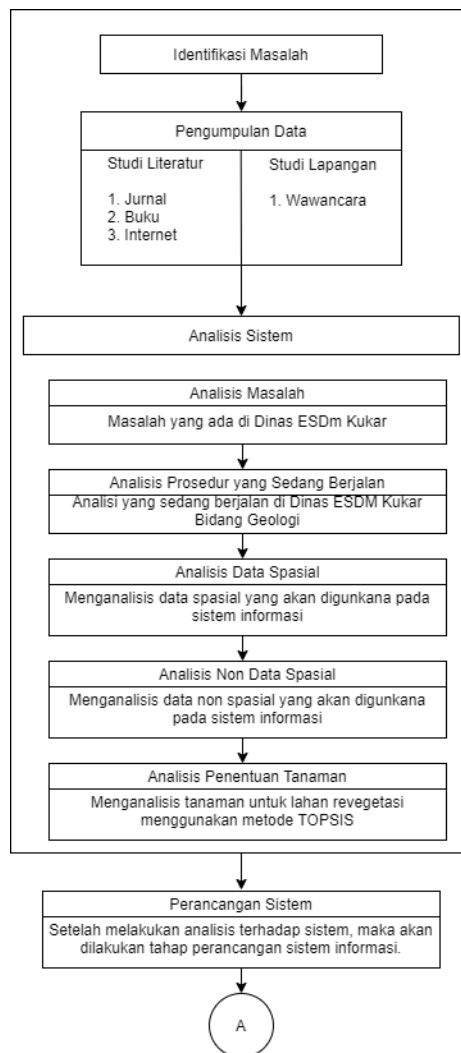 Identifikasi Masalah
Pengumpulan Data
Studi Literatur
1. Jurnal
2. Buku
3. Internet
Studi Lapangan
1. Wawancara
Analisis Sistem
Analisis Masalah
Masalah yang ada di Dinas ESDm Kukar
Analisis Prosedur yang Sedang Berjalan
Analisi yang sedang berjalan di Dinas ESDM Kukar
Bidang Geologi
Analisis Data Spasial
Menganalisis data spasial yang akan digunkana pada
sistem informasi
Analisis Non Data Spasial
Menganalisis data non spasial yang akan digunkana
pada sistem informasi
Analisis Penentuan Tanaman
Menganalisis tanaman untuk lahan revegetasi
menggunakan metode TOPSIS
Perancangan Sistem
Setelah melakukan analisis terhadap sistem, maka akan
dilakukan tahap perancangan sistem informasi.
A